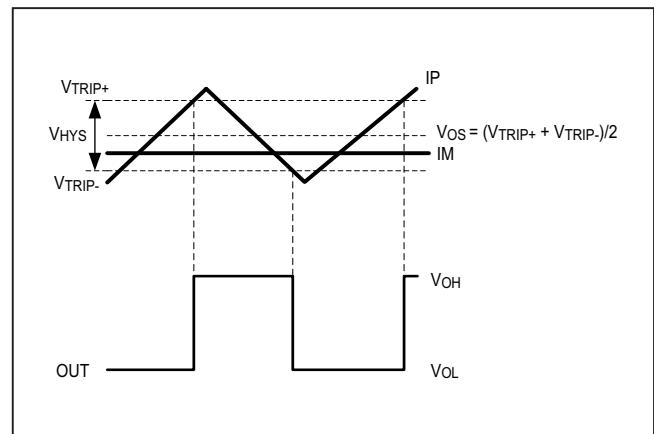 VTRIP+
IP
VHYS
VOS = (VTRIP+ + VTRIP-)/2
IM
VTRIP-
VOH
OUT
VOL